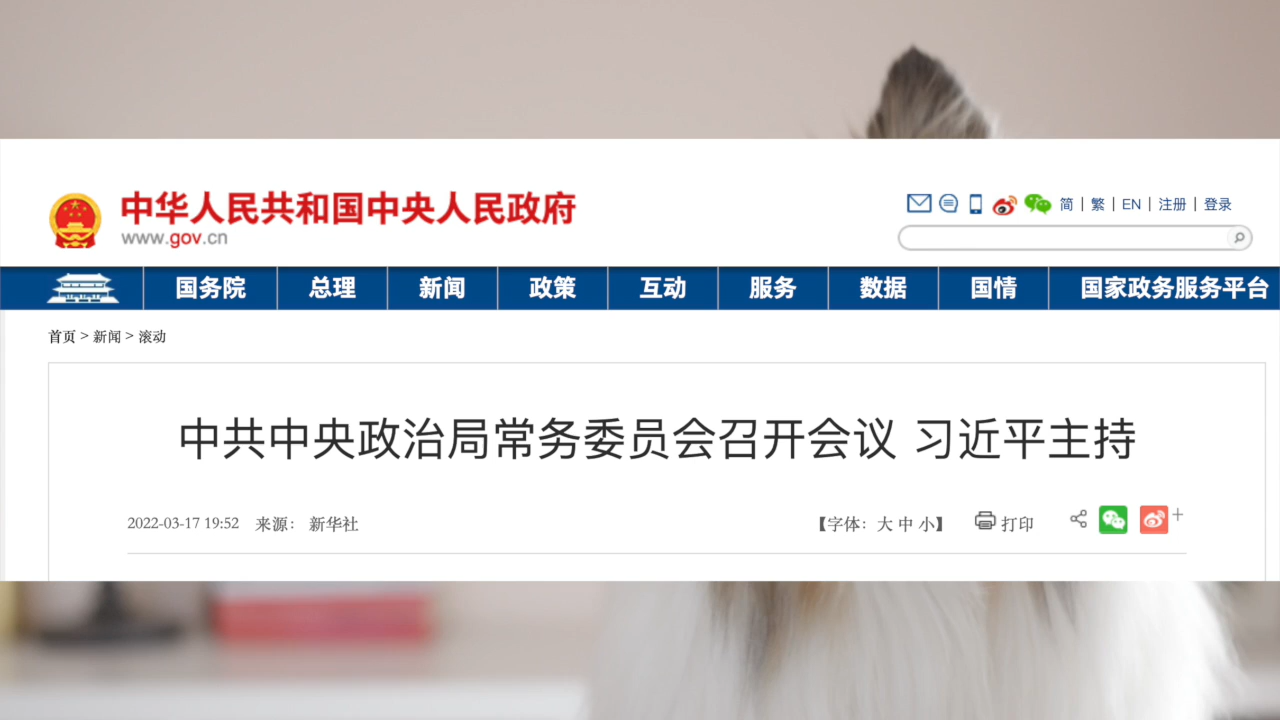 中华人民共和国中央人民政府
www.gov.cn
简 | 繁 | EN | 注册 | 登录
国务院 总理 新闻 政策 互动 服务 数据 国情 国家政务服务平台
首页 > 新闻 > 滚动
中共中央政治局常务委员会召开会议 习近平主持
2022-03-17 19:52 来源： 新华社 【字体：大 中 小】 打印